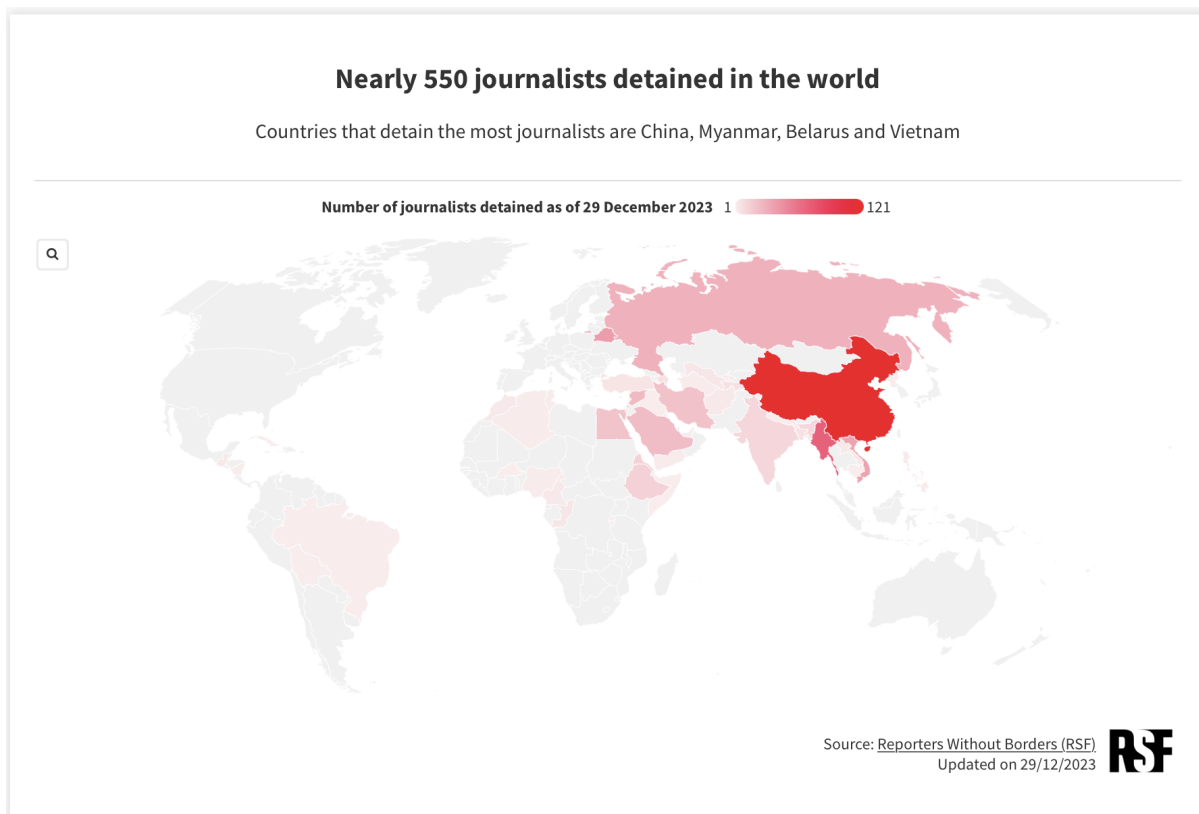 Nearly 550 journalists detained in the world
Countries that detain the most journalists are China, Myanmar, Belarus and Vietnam
Number of journalists detained as of 29 December 2023 1 121
Source: Reporters Without Borders (RSF)
Updated on 29/12/2023
RSF